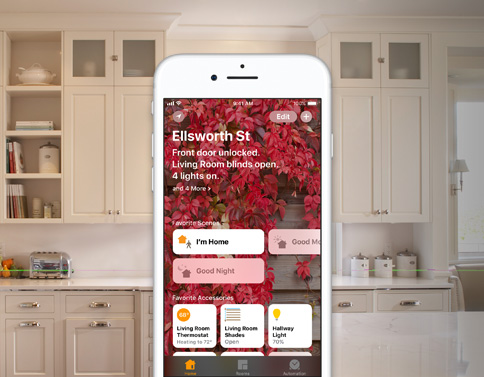 9:41 AM 100%
Edit
Ellsworth St
Front door unlocked.
Living Room blinds open.
4 lights on.
and 4 More >
Favorite Scenes
I'm Home
Good Mo
Good Night
Favorite Accessories
68°
Living Room
Thermostat
Heating to 72°
Living Room
Shades
Open
Hallway
Light
70%
Home
Rooms
Automation